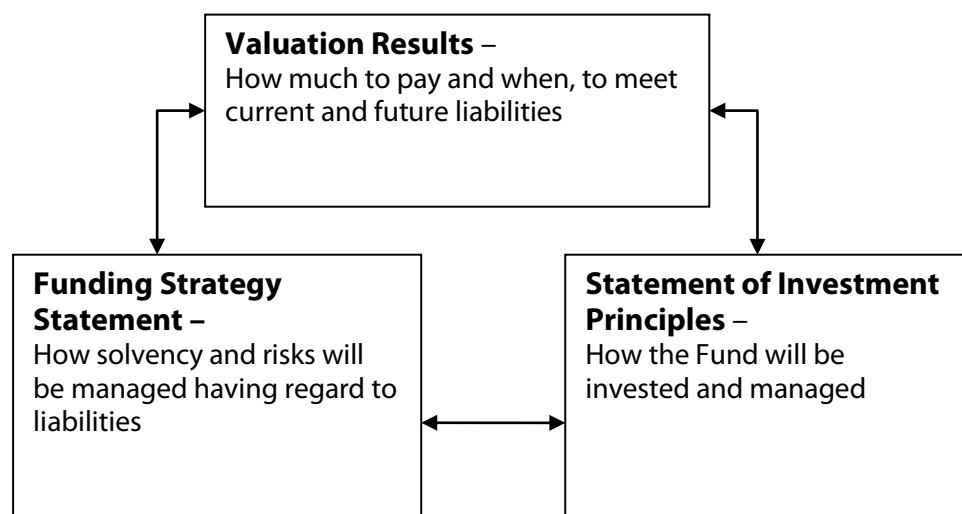 Valuation Results –
How much to pay and when, to meet
current and future liabilities
Funding Strategy
Statement –
How solvency and risks will
be managed having regard to
liabilities
Statement of Investment
Principles –
How the Fund will be
invested and managed